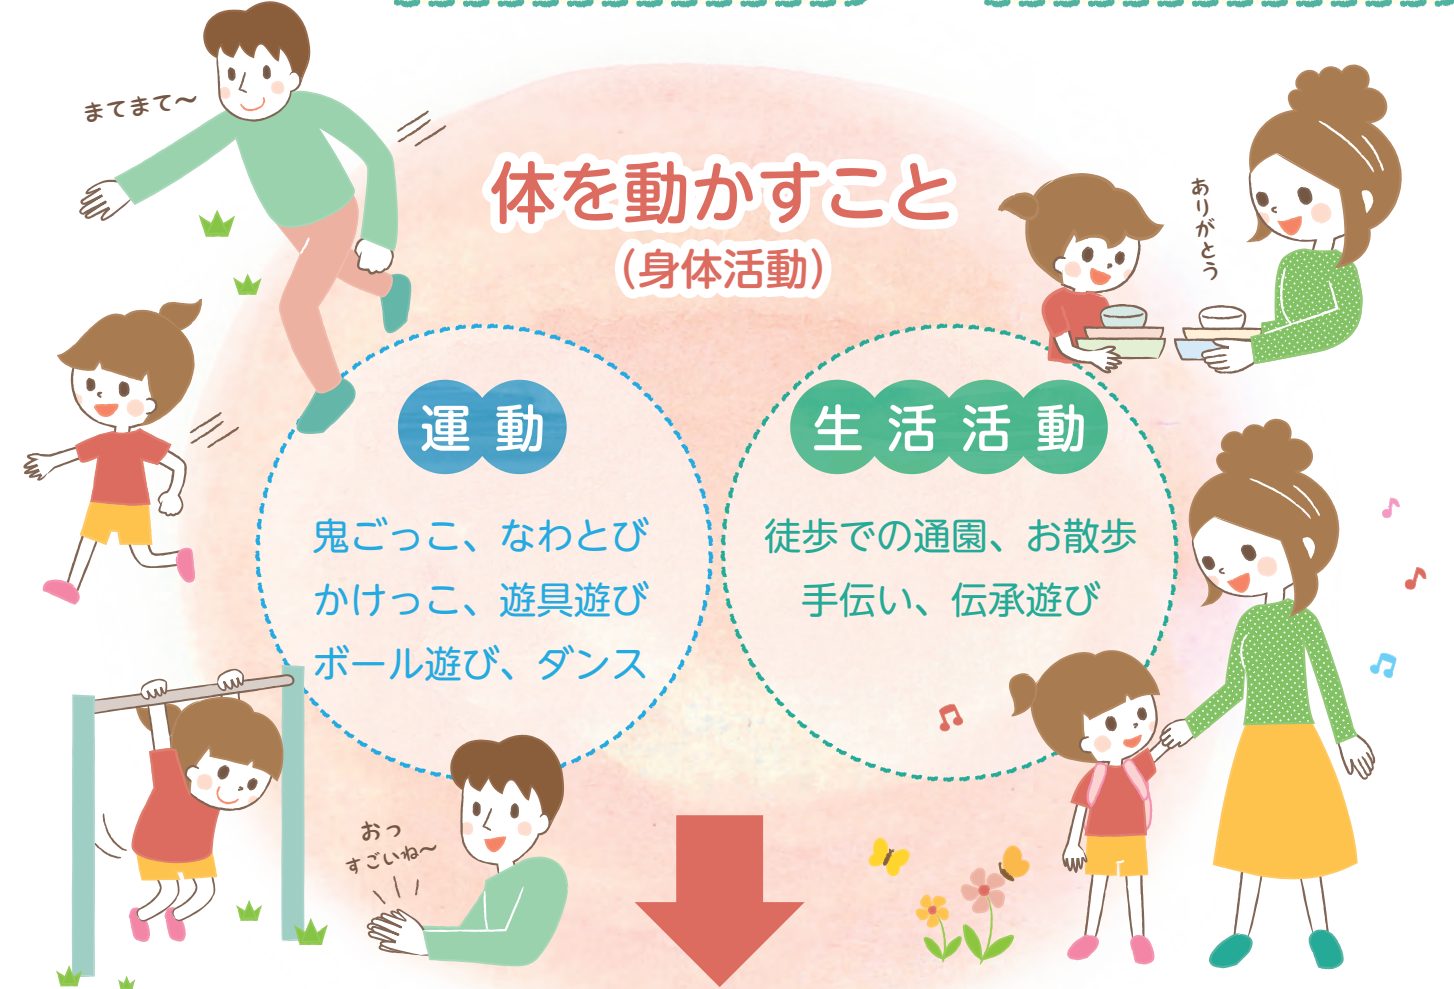 まてまて〜
体を動かすこと
(身体活動)
ありがとう
運動
鬼ごっこ、なわとび
かけっこ、遊具遊び
ボール遊び、ダンス
生活活動
徒歩での通園、お散歩
手伝い、伝承遊び
おっ
すごいね〜